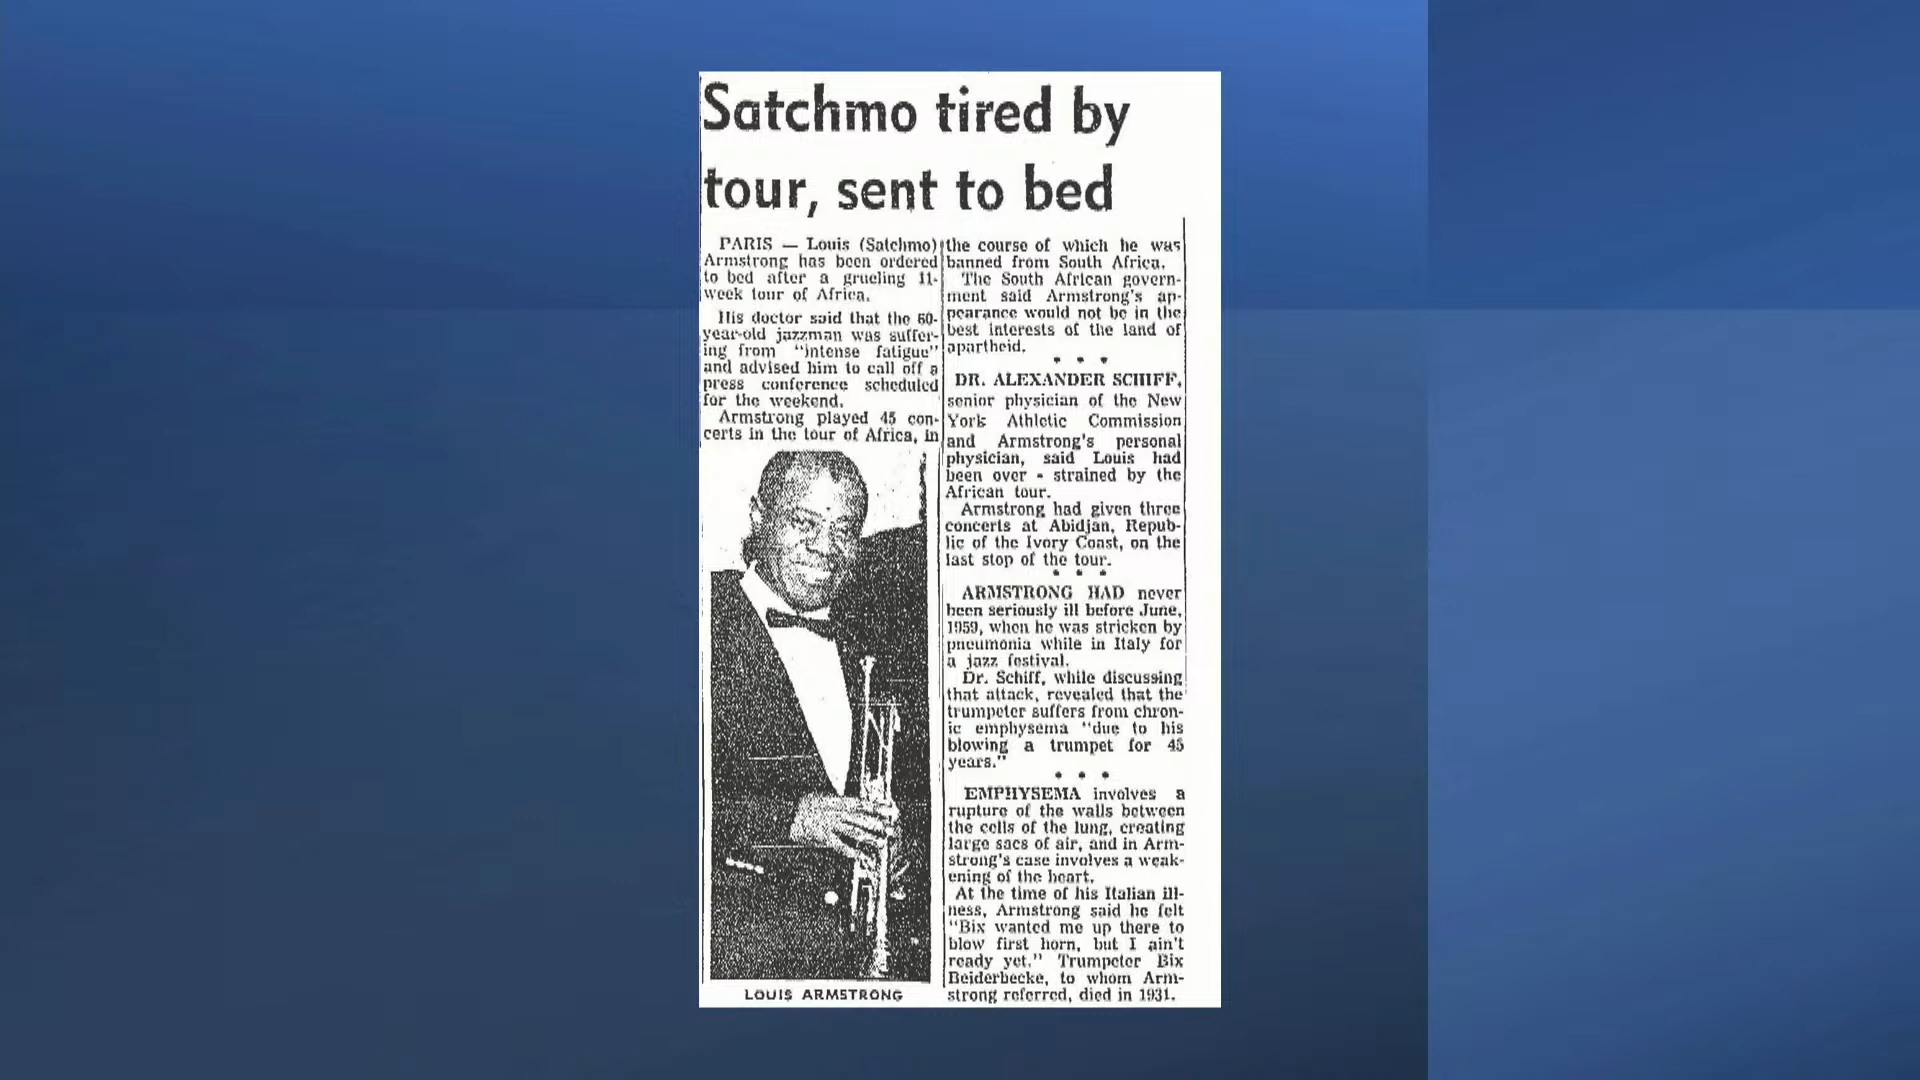 Satchmo tired by
tour, sent to bed
PARIS — Louis (Satchmo)
Armstrong has been ordered
to bed after a grueling 11-
week tour of Africa.
His doctor said that the 60-
year-old jazzman was suffer-
ing from "intense fatigue"
and advised him to call off a
press conference scheduled
for the weekend.
Armstrong played 45 con-
certs in the tour of Africa, in
LOUIS ARMSTRONG
the course of which he was
banned from South Africa.
The South African govern-
ment said Armstrong's ap-
pearance would not be in the
best interests of the land of
apartheid.
* * *
DR. ALEXANDER SCHIFF,
senior physician of the New
York Athletic Commission
and Armstrong's personal
physician, said Louis had
been over - strained by the
African tour.
Armstrong had given three
concerts at Abidjan, Repub-
lic of the Ivory Coast, on the
last stop of the tour.
* * *
ARMSTRONG HAD never
been seriously ill before June,
1959, when he was stricken by
pneumonia while in Italy for
a jazz festival.
Dr. Schiff, while discussing
that attack, revealed that the
trumpeter suffers from chron-
ic emphysema "due to his
blowing a trumpet for 45
years."
* * *
EMPHYSEMA involves a
rupture of the walls between
the cells of the lung, creating
large sacs of air, and in Arm-
strong's case involves a weak-
ening of the heart.
At the time of his Italian ill-
ness, Armstrong said he felt
"Bix wanted me up there to
blow first horn, but I ain't
ready yet." Trumpeter Bix
Beiderbecke, to whom Arm-
strong referred, died in 1931.